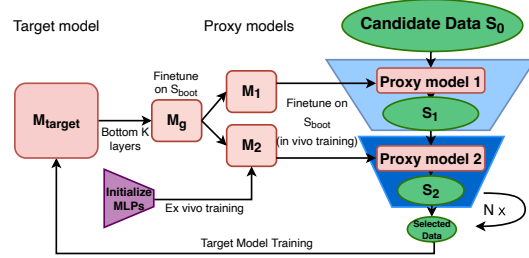 Target model
Proxy models
Candidate Data S0
Finetune
on Sboot
Mtarget
Bottom K
layers
Mg
M1
M2
Finetune on
Sboot
(in vivo training)
Proxy model 1
S1
Proxy model 2
S2
Initialize
MLPs
Ex vivo training
N x
Selected
Data
Target Model Training